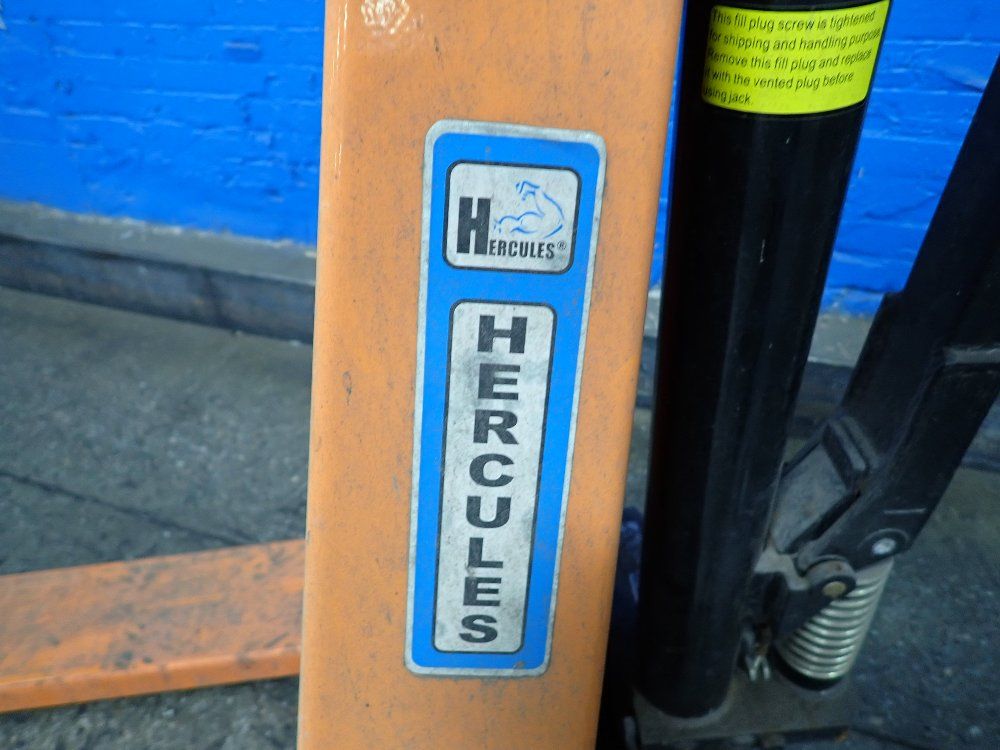 This fill plug screw is tightened
for shipping and handling purpose
Remove this fill plug and replace
it with the vented plug before
using jack.
H
HERCULES®
HERCULES